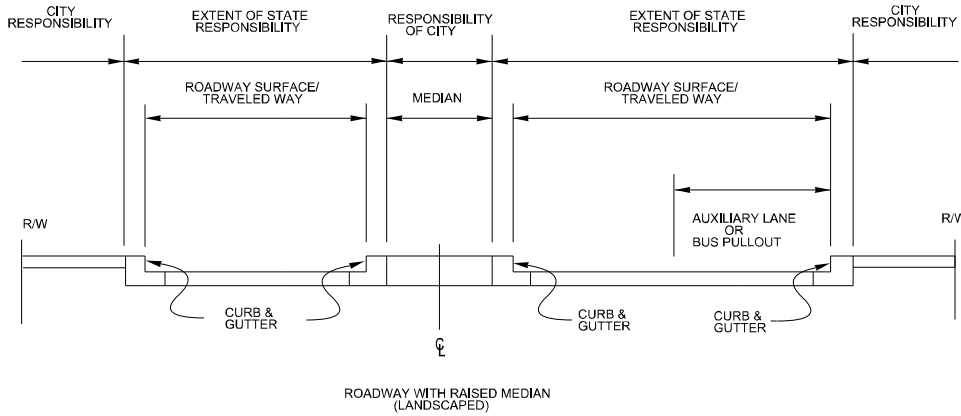 CITY
RESPONSIBILITY
EXTENT OF STATE
RESPONSIBILITY
RESPONSIBILITY
OF CITY
EXTENT OF STATE
RESPONSIBILITY
CITY
RESPONSIBILITY
ROADWAY SURFACE/
TRAVELED WAY
MEDIAN
ROADWAY SURFACE/
TRAVELED WAY
R/W
AUXILIARY LANE
OR
BUS PULLOUT
R/W
CURB &
GUTTER
CURB &
GUTTER
CURB &
GUTTER
℄
ROADWAY WITH RAISED MEDIAN
(LANDSCAPED)